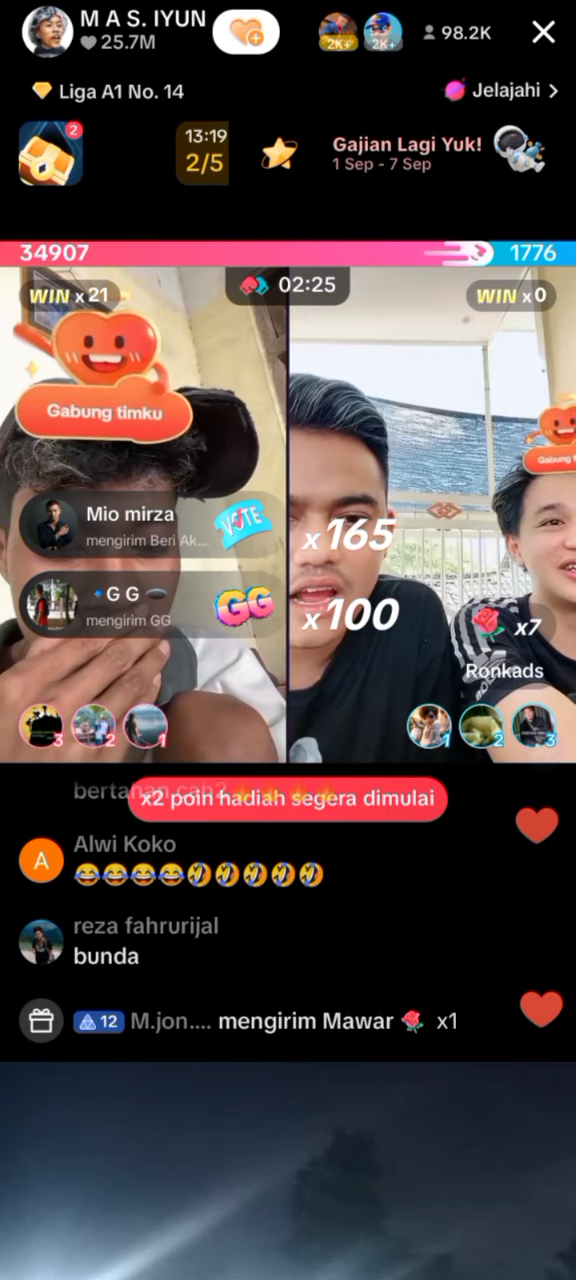 M A S. IYUN
25.7M
2K+
2K+
98.2K
Liga A1 No. 14
Jelajahi >
2
13:19
2/5
Gajian Lagi Yuk!
1 Sep - 7 Sep
34907
1776
WIN x 21
02:25
WIN x 0
Gabung timku
Mio mirza
mengirim Beri Ak...
VOTE
x165
G G
mengirim GG
GG
x100
x7
Ronkads
3
2
1
1
2
3
x2 poin hadiah segera dimulai
Alwi Koko
A
😂😂😂😂🤣🤣🤣🤣🤣
reza fahrurijal
bunda
12 M.jon.... mengirim Mawar 🌹 x1